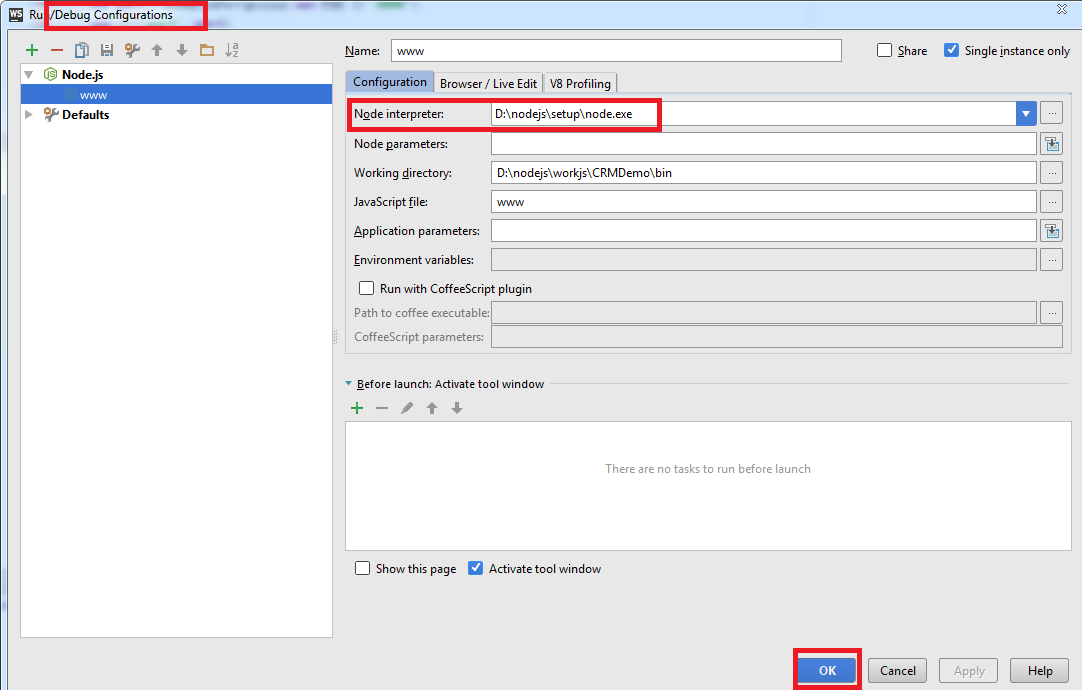 WS Run/Debug Configurations
Name: www
Share
Single instance only
Node.js
www
Defaults
Configuration
Browser / Live Edit
V8 Profiling
Node interpreter: D:\nodejs\setup\node.exe
Node parameters:
Working directory: D:\nodejs\workjs\CRMDemo\bin
JavaScript file: www
Application parameters:
Environment variables:
Run with CoffeeScript plugin
Path to coffee executable:
CoffeeScript parameters:
Before launch: Activate tool window
There are no tasks to run before launch
Show this page
Activate tool window
OK
Cancel
Apply
Help